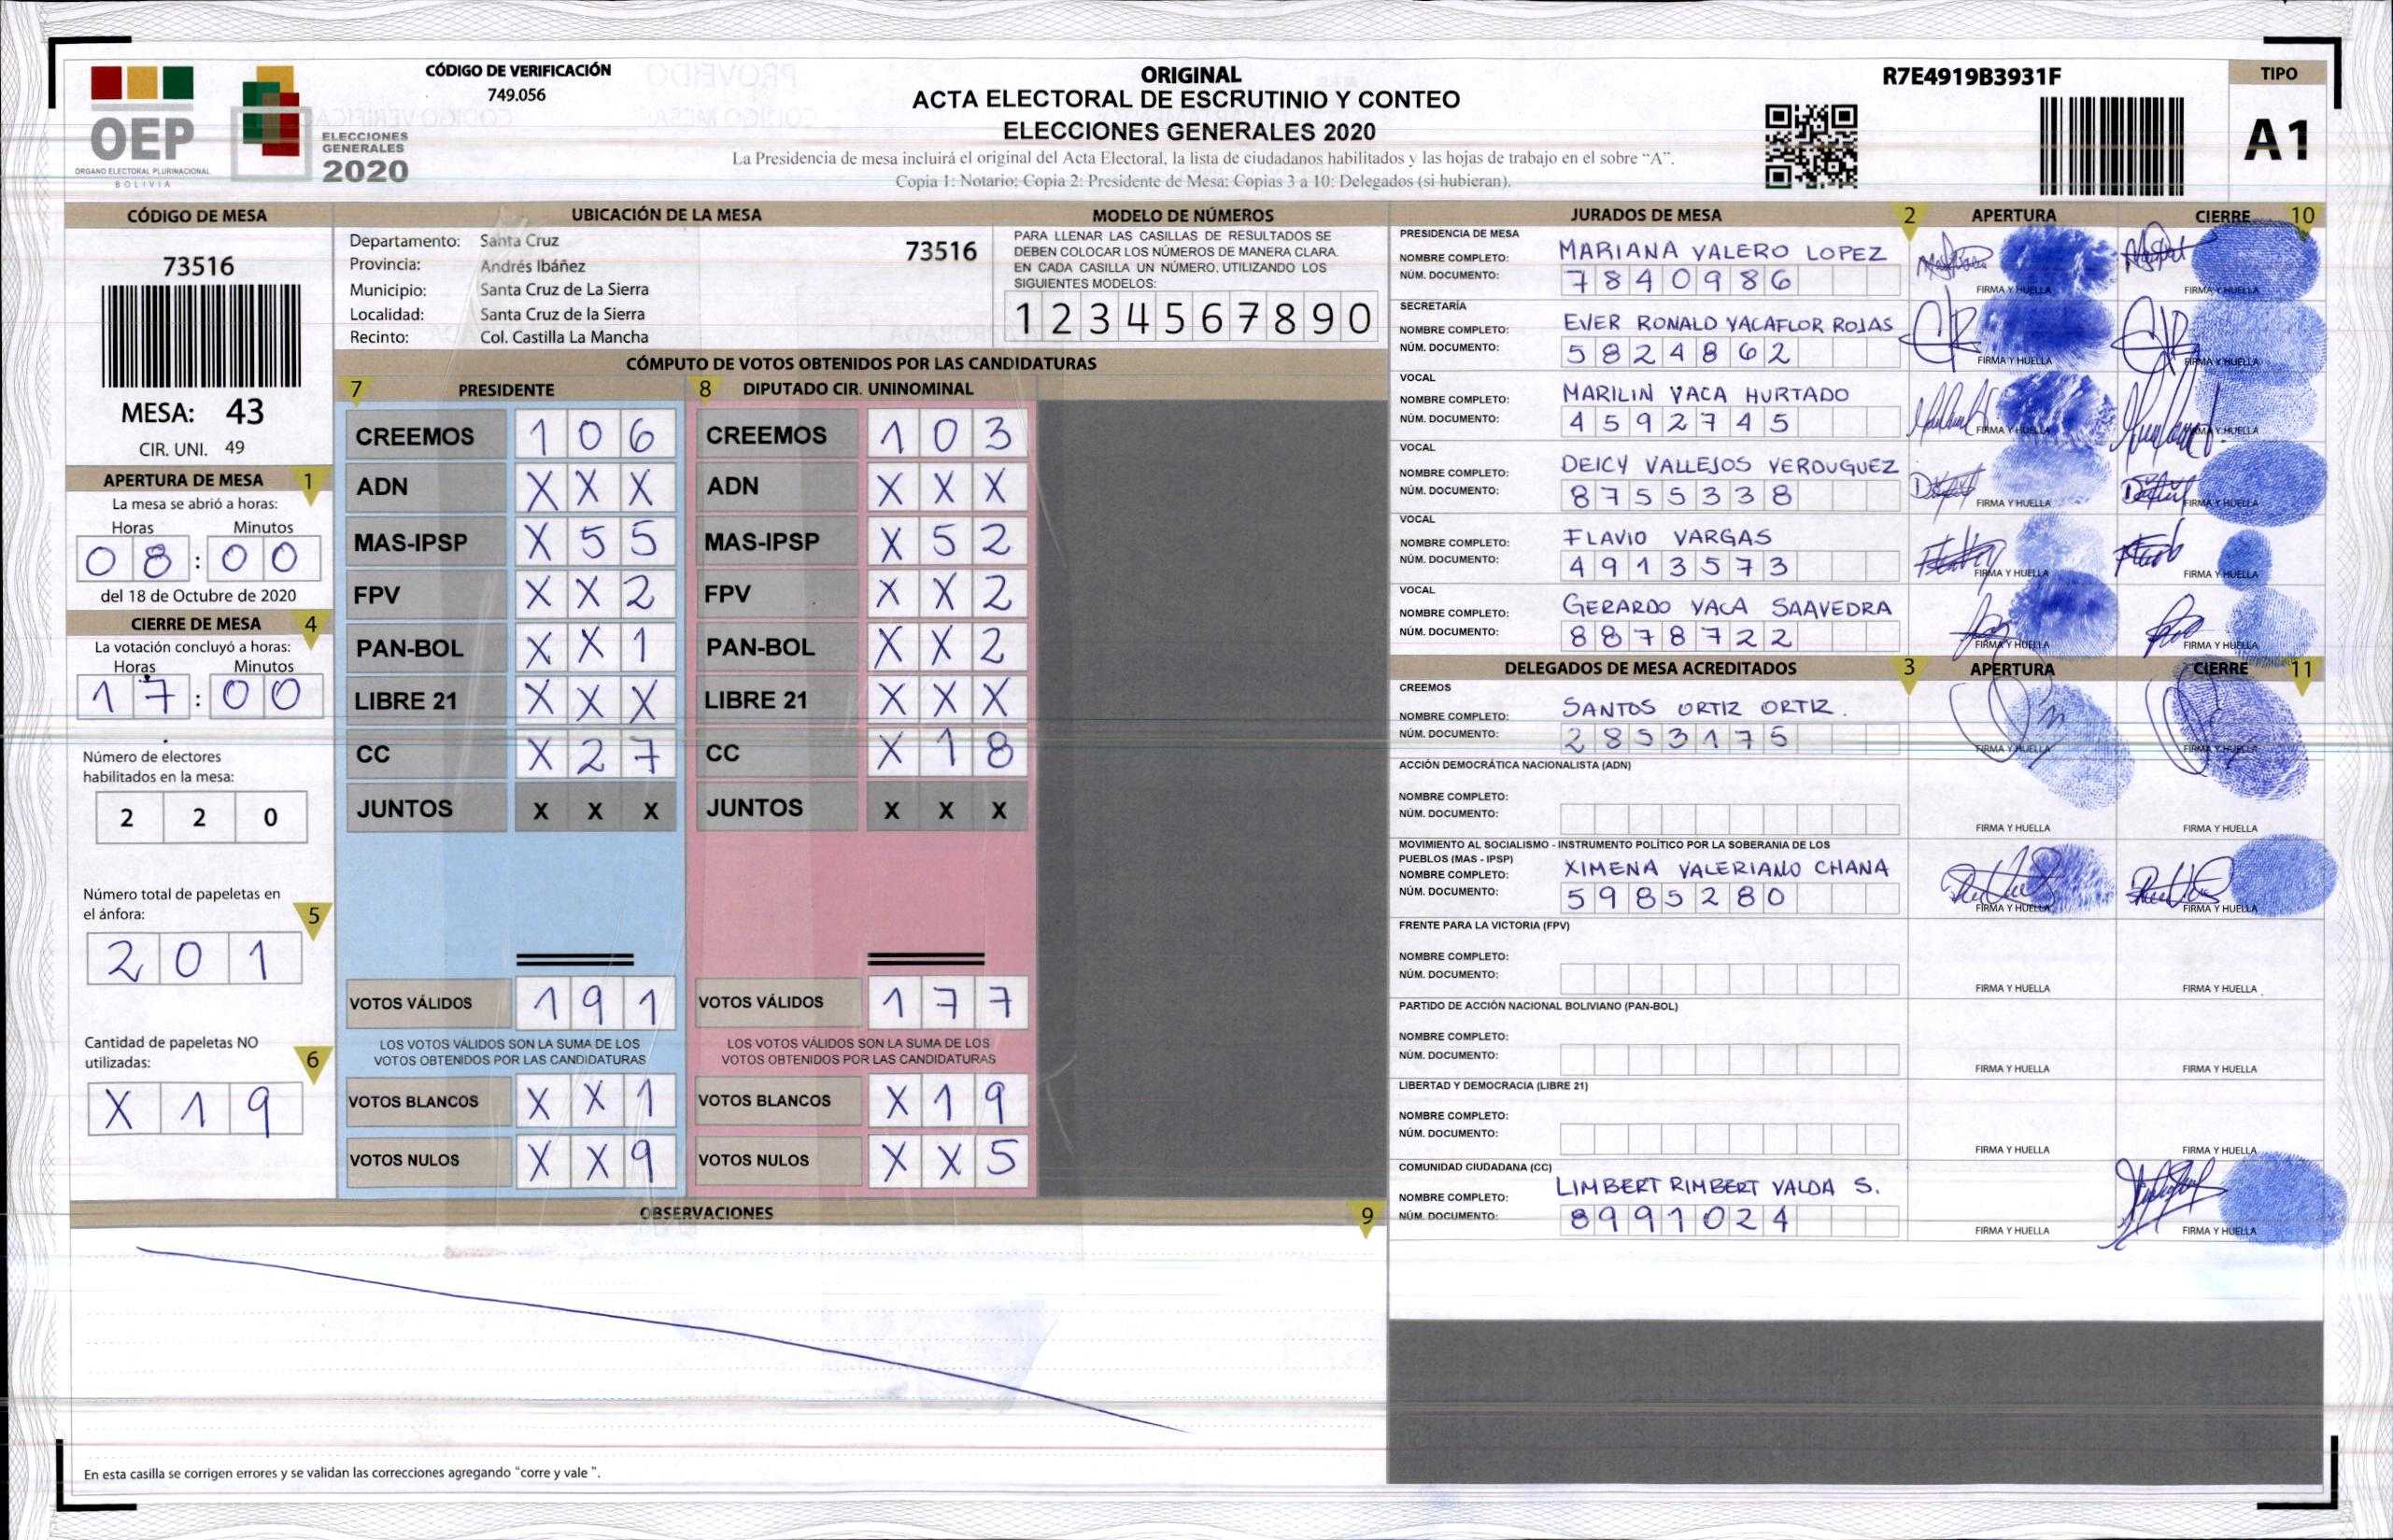 OEP
ÓRGANO ELECTORAL PLURINACIONAL
BOLIVIA
ELECCIONES
GENERALES
2020
CÓDIGO DE VERIFICACIÓN
749.056
ORIGINAL
ACTA ELECTORAL DE ESCRUTINIO Y CONTEO
ELECCIONES GENERALES 2020
La Presidencia de mesa incluirá el original del Acta Electoral, la lista de ciudadanos habilitados y las hojas de trabajo en el sobre “A”.
Copia 1: Notario; Copia 2: Presidente de Mesa; Copias 3 a 10: Delegados (si hubieran).
R7E4919B3931F
TIPO
A1
CÓDIGO DE MESA
73516
MESA: 43
CIR. UNI. 49
APERTURA DE MESA 1
La mesa se abrió a horas:
Horas Minutos
08:00
del 18 de Octubre de 2020
CIERRE DE MESA 4
La votación concluyó a horas:
Horas Minutos
17:00
Número de electores
habilitados en la mesa:
2 2 0
Número total de papeletas en
el ánfora: 5
2 0 1
Cantidad de papeletas NO
utilizadas: 6
X 1 9
UBICACIÓN DE LA MESA
Departamento: Santa Cruz 73516
Provincia: Andrés Ibáñez
Municipio: Santa Cruz de La Sierra
Localidad: Santa Cruz de la Sierra
Recinto: Col. Castilla La Mancha
MODELO DE NÚMEROS
PARA LLENAR LAS CASILLAS DE RESULTADOS SE
DEBEN COLOCAR LOS NÚMEROS DE MANERA CLARA.
EN CADA CASILLA UN NÚMERO, UTILIZANDO LOS
SIGUIENTES MODELOS:
1 2 3 4 5 6 7 8 9 0
CÓMPUTO DE VOTOS OBTENIDOS POR LAS CANDIDATURAS
7 PRESIDENTE 8 DIPUTADO CIR. UNINOMINAL
CREEMOS 1 0 6 CREEMOS 1 0 3
ADN X X X ADN X X X
MAS-IPSP X 5 5 MAS-IPSP X 5 2
FPV X X 2 FPV X X 2
PAN-BOL X X 1 PAN-BOL X X 2
LIBRE 21 X X X LIBRE 21 X X X
CC X 2 7 CC X 1 8
JUNTOS X X X JUNTOS X X X
VOTOS VÁLIDOS 1 9 1 VOTOS VÁLIDOS 1 7 7
LOS VOTOS VÁLIDOS SON LA SUMA DE LOS LOS VOTOS VÁLIDOS SON LA SUMA DE LOS
VOTOS OBTENIDOS POR LAS CANDIDATURAS VOTOS OBTENIDOS POR LAS CANDIDATURAS
VOTOS BLANCOS X X 1 VOTOS BLANCOS X 1 9
VOTOS NULOS X X 9 VOTOS NULOS X X 5
OBSERVACIONES 9
En esta casilla se corrigen errores y se validan las correcciones agregando “corre y vale ”.
JURADOS DE MESA 2 APERTURA CIERRE 10
PRESIDENCIA DE MESA
NOMBRE COMPLETO: MARIANA VALERO LOPEZ
NÚM. DOCUMENTO: 7840986 FIRMA Y HUELLA FIRMA Y HUELLA
SECRETARÍA
NOMBRE COMPLETO: EVER RONALD VACAFLOR ROJAS
NÚM. DOCUMENTO: 5824862 FIRMA Y HUELLA FIRMA Y HUELLA
VOCAL
NOMBRE COMPLETO: MARILIN VACA HURTADO
NÚM. DOCUMENTO: 4592745 FIRMA Y HUELLA FIRMA Y HUELLA
VOCAL
NOMBRE COMPLETO: DEICY VALLEJOS VERDUGUEZ
NÚM. DOCUMENTO: 8755338 FIRMA Y HUELLA FIRMA Y HUELLA
VOCAL
NOMBRE COMPLETO: FLAVIO VARGAS
NÚM. DOCUMENTO: 4913573 FIRMA Y HUELLA FIRMA Y HUELLA
VOCAL
NOMBRE COMPLETO: GERARDO VACA SAAVEDRA
NÚM. DOCUMENTO: 8878722 FIRMA Y HUELLA FIRMA Y HUELLA
DELEGADOS DE MESA ACREDITADOS 3 APERTURA CIERRE 11
CREEMOS
NOMBRE COMPLETO: SANTOS ORTIZ ORTIZ.
NÚM. DOCUMENTO: 2853175 FIRMA Y HUELLA FIRMA Y HUELLA
ACCIÓN DEMOCRÁTICA NACIONALISTA (ADN)
NOMBRE COMPLETO:
NÚM. DOCUMENTO: FIRMA Y HUELLA FIRMA Y HUELLA
MOVIMIENTO AL SOCIALISMO - INSTRUMENTO POLÍTICO POR LA SOBERANIA DE LOS
PUEBLOS (MAS - IPSP)
NOMBRE COMPLETO: XIMENA VALERIANO CHANA
NÚM. DOCUMENTO: 5985280 FIRMA Y HUELLA FIRMA Y HUELLA
FRENTE PARA LA VICTORIA (FPV)
NOMBRE COMPLETO:
NÚM. DOCUMENTO: FIRMA Y HUELLA FIRMA Y HUELLA
PARTIDO DE ACCIÓN NACIONAL BOLIVIANO (PAN-BOL)
NOMBRE COMPLETO:
NÚM. DOCUMENTO: FIRMA Y HUELLA FIRMA Y HUELLA
LIBERTAD Y DEMOCRACIA (LIBRE 21)
NOMBRE COMPLETO:
NÚM. DOCUMENTO: FIRMA Y HUELLA FIRMA Y HUELLA
COMUNIDAD CIUDADANA (CC)
NOMBRE COMPLETO: LIMBERT RIMBERT VALDA S.
NÚM. DOCUMENTO: 8991024 FIRMA Y HUELLA FIRMA Y HUELLA